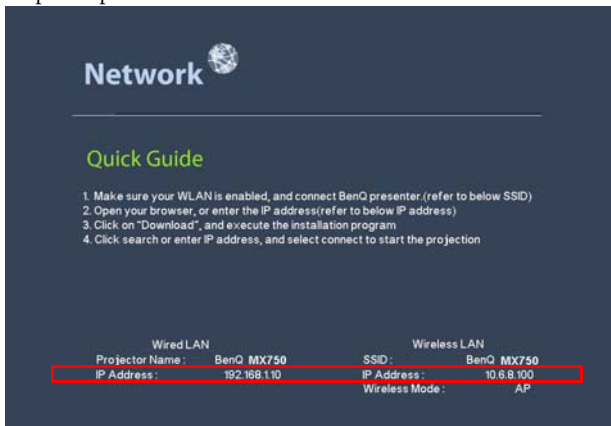 Network
Quick Guide
1. Make sure your WLAN is enabled, and connect BenQ presenter.(refer to below SSID)
2. Open your browser, or enter the IP address(refer to below IP address)
3. Click on "Download", and execute the installation program
4. Click search or enter IP address, and select connect to start the projection
Wired LAN Wireless LAN
Projector Name : BenQ MX750 SSID : BenQ MX750
IP Address : 192.168.1.10 IP Address : 10.6.8.100
Wireless Mode : AP